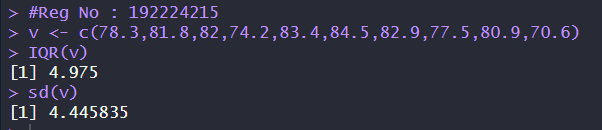 > #Reg No : 192224215
> v <- c(78.3,81.8,82,74.2,83.4,84.5,82.9,77.5,80.9,70.6)
> IQR(v)
[1] 4.975
> sd(v)
[1] 4.445835